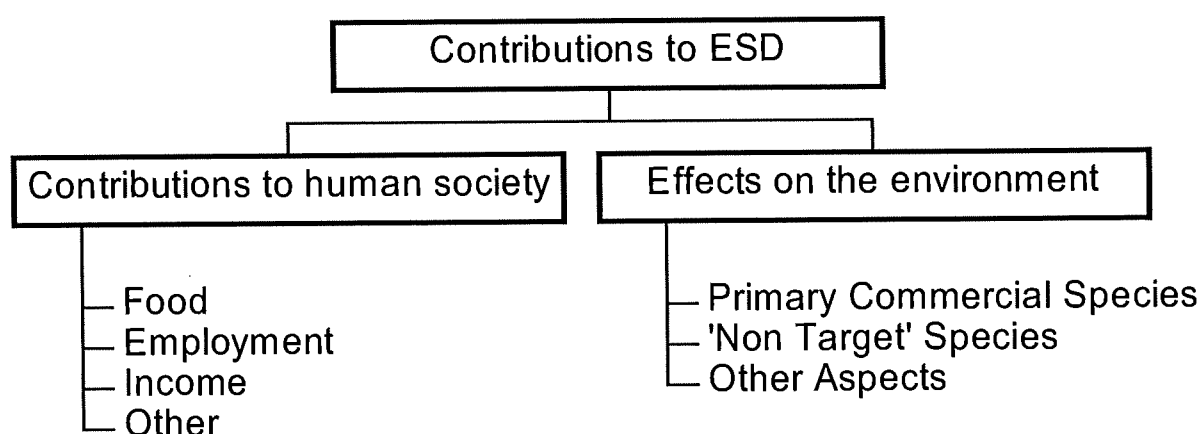 Contributions to ESD
Contributions to human society
Effects on the environment
Food
Employment
Income
Other
Primary Commercial Species
'Non Target' Species
Other Aspects